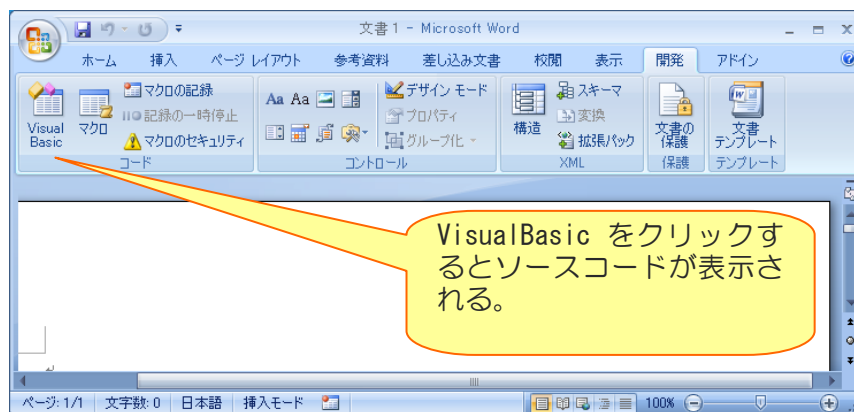 文書1 - Microsoft Word
ホーム 挿入 ページ レイアウト 参考資料 差し込み文書 校閲 表示 開発 アドイン
Visual Basic
マクロ
マクロの記録
記録の一時停止
マクロのセキュリティ
コード
Aa Aa
デザイン モード
プロパティ
グループ化
コントロール
構造
スキーマ
変換
拡張パック
XML
文書の
保護
保護
文書
テンプレート
テンプレート
VisualBasic をクリックす
るとソースコードが表示さ
れる。
ページ: 1/1 文字数: 0 日本語 挿入モード 100%